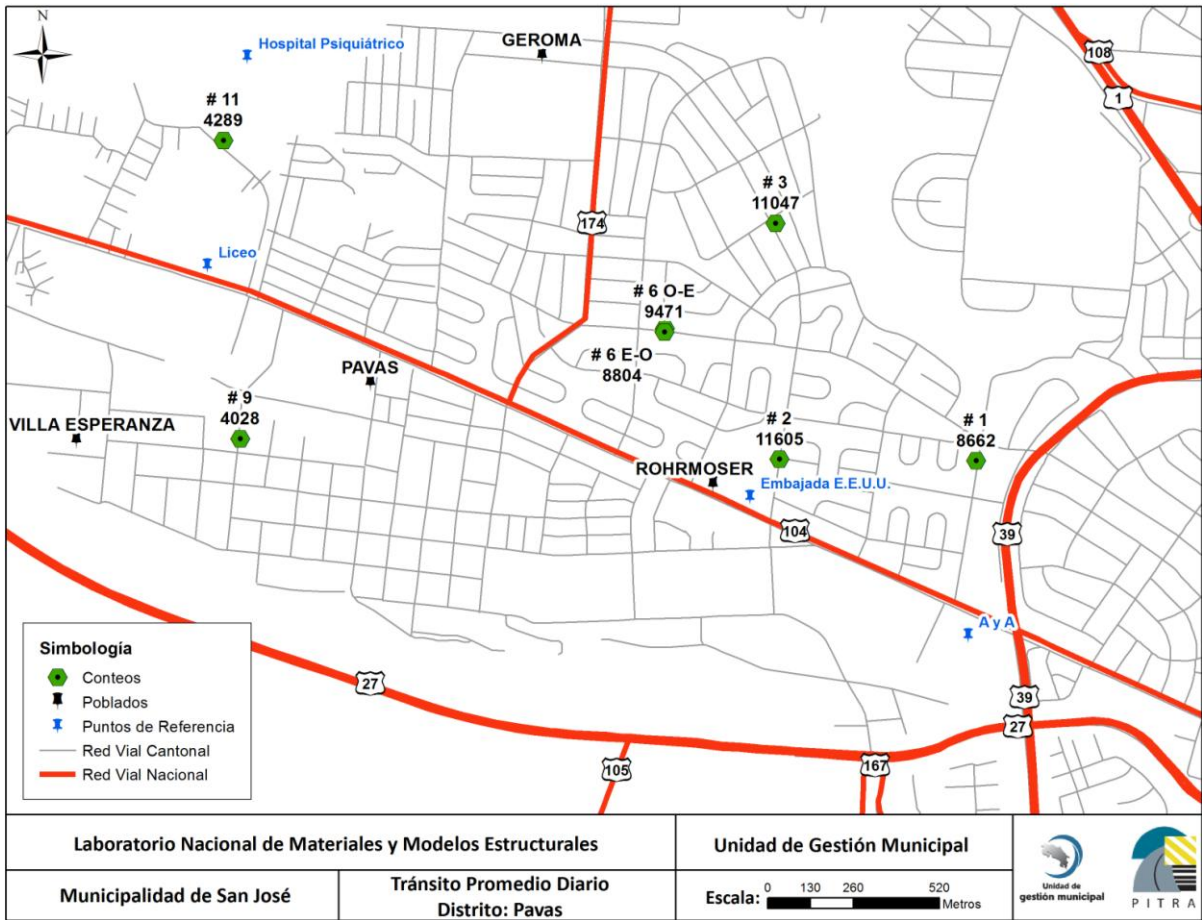 N
Hospital Psiquiátrico
GEROMA
108
1
# 11
4289
# 3
11047
174
Liceo
# 6 O-E
9471
# 6 E-O
8804
PAVAS
# 9
4028
VILLA ESPERANZA
# 2
11605
# 1
8662
ROHRMOSER
Embajada E.E.U.U.
104
39
A y A
27
39
27
105
167
Simbología
Conteos
Poblados
Puntos de Referencia
Red Vial Cantonal
Red Vial Nacional
Laboratorio Nacional de Materiales y Modelos Estructurales
Unidad de Gestión Municipal
Municipalidad de San José
Tránsito Promedio Diario
Distrito: Pavas
Escala:
0 130 260 520
Metros
Unidad de
gestión municipal
PITRA